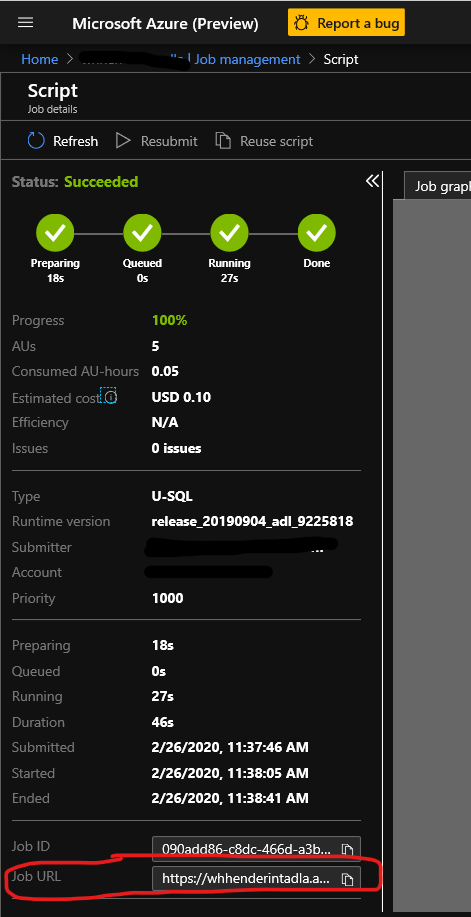 Microsoft Azure (Preview) Report a bug
Home > | Job management > Script
Script
Job details
Refresh Resubmit Reuse script
Status: Succeeded
Job grap
Preparing Queued Running Done
18s 0s 27s
Progress 100%
AUs 5
Consumed AU-hours 0.05
Estimated cost USD 0.10
Efficiency N/A
Issues 0 issues
Type U-SQL
Runtime version release_20190904_adl_9225818
Submitter ...
Account
Priority 1000
Preparing 18s
Queued 0s
Running 27s
Duration 46s
Submitted 2/26/2020, 11:37:46 AM
Started 2/26/2020, 11:38:05 AM
Ended 2/26/2020, 11:38:41 AM
Job ID 090add86-c8dc-466d-a3b...
Job URL https://whhenderintadla.a...